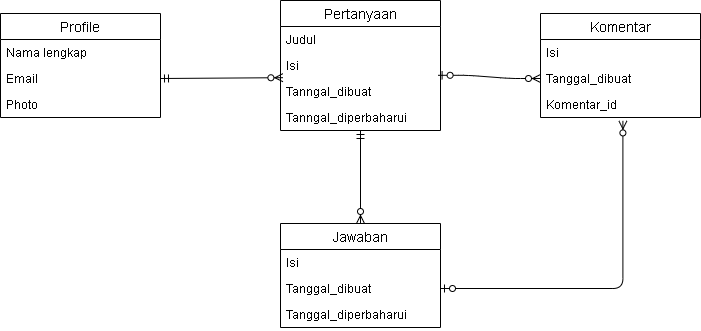 Profile
Nama lengkap
Email
Photo
Pertanyaan
Judul
Isi
Tanngal_dibuat
Tanngal_diperbaharui
Komentar
Isi
Tanggal_dibuat
Komentar_id
Jawaban
Isi
Tanggal_dibuat
Tanggal_diperbaharui